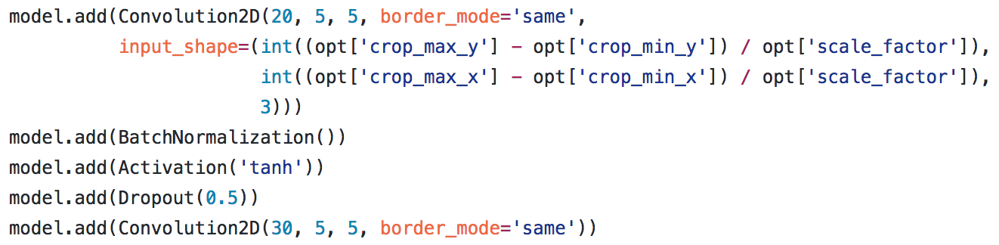 model.add(Convolution2D(20, 5, 5, border_mode='same',
input_shape=(int((opt['crop_max_y'] - opt['crop_min_y']) / opt['scale_factor']),
int((opt['crop_max_x'] - opt['crop_min_x']) / opt['scale_factor']),
3)))
model.add(BatchNormalization())
model.add(Activation('tanh'))
model.add(Dropout(0.5))
model.add(Convolution2D(30, 5, 5, border_mode='same'))